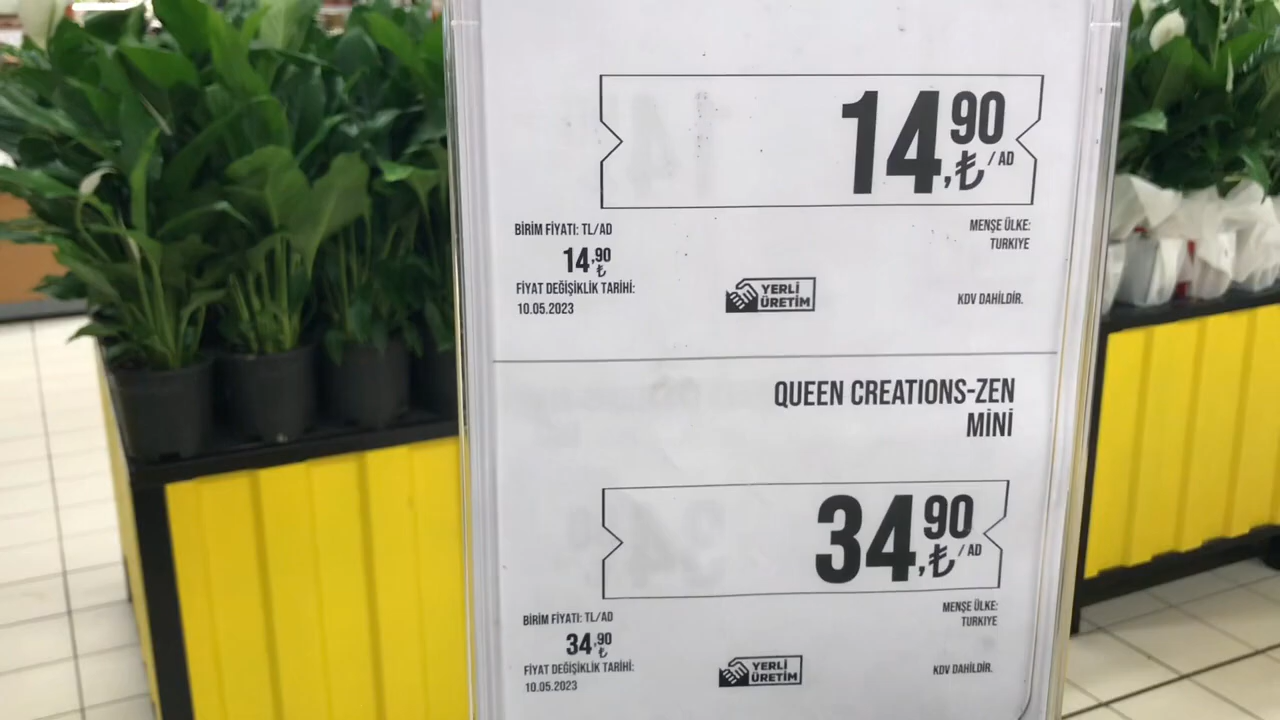 14,90 ₺ / AD
BİRİM FİYATI: TL/AD
14,90 ₺
FİYAT DEĞİŞİKLİK TARİHİ:
10.05.2023
YERLİ
ÜRETİM
MENŞE ÜLKE:
TURKIYE
KDV DAHİLDİR.
QUEEN CREATIONS-ZEN
MİNİ
34,90 ₺ / AD
BİRİM FİYATI: TL/AD
34,90 ₺
FİYAT DEĞİŞİKLİK TARİHİ:
10.05.2023
YERLİ
ÜRETİM
MENŞE ÜLKE:
TURKIYE
KDV DAHİLDİR.